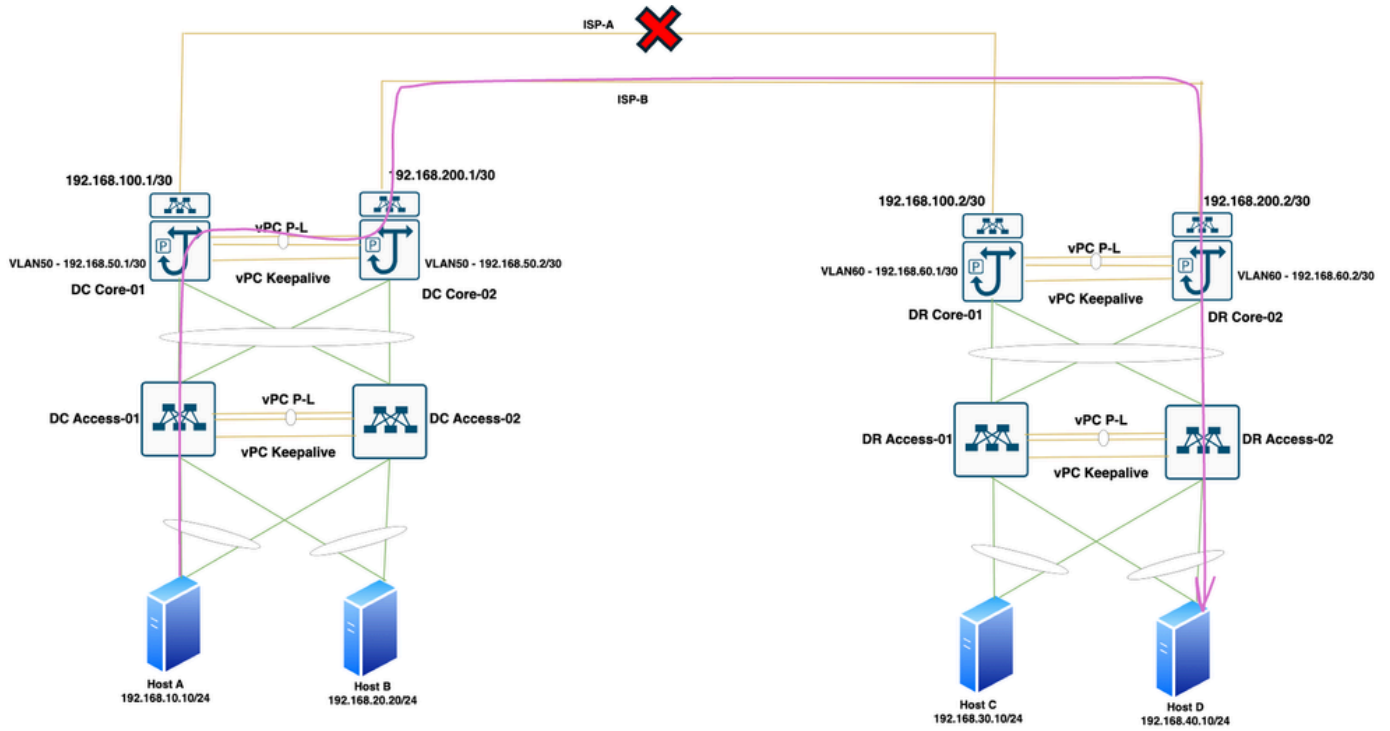 ISP-A
ISP-B
192.168.100.1/30
192.168.200.1/30
192.168.100.2/30
192.168.200.2/30
vPC P-L
P
P
VLAN50 - 192.168.50.1/30
VLAN50 - 192.168.50.2/30
vPC Keepalive
DC Core-01
DC Core-02
vPC P-L
P
P
VLAN60 - 192.168.60.1/30
VLAN60 - 192.168.60.2/30
vPC Keepalive
DR Core-01
DR Core-02
vPC P-L
DC Access-01
DC Access-02
vPC Keepalive
vPC P-L
DR Access-01
DR Access-02
vPC Keepalive
Host A
192.168.10.10/24
Host B
192.168.20.20/24
Host C
192.168.30.10/24
Host D
192.168.40.10/24